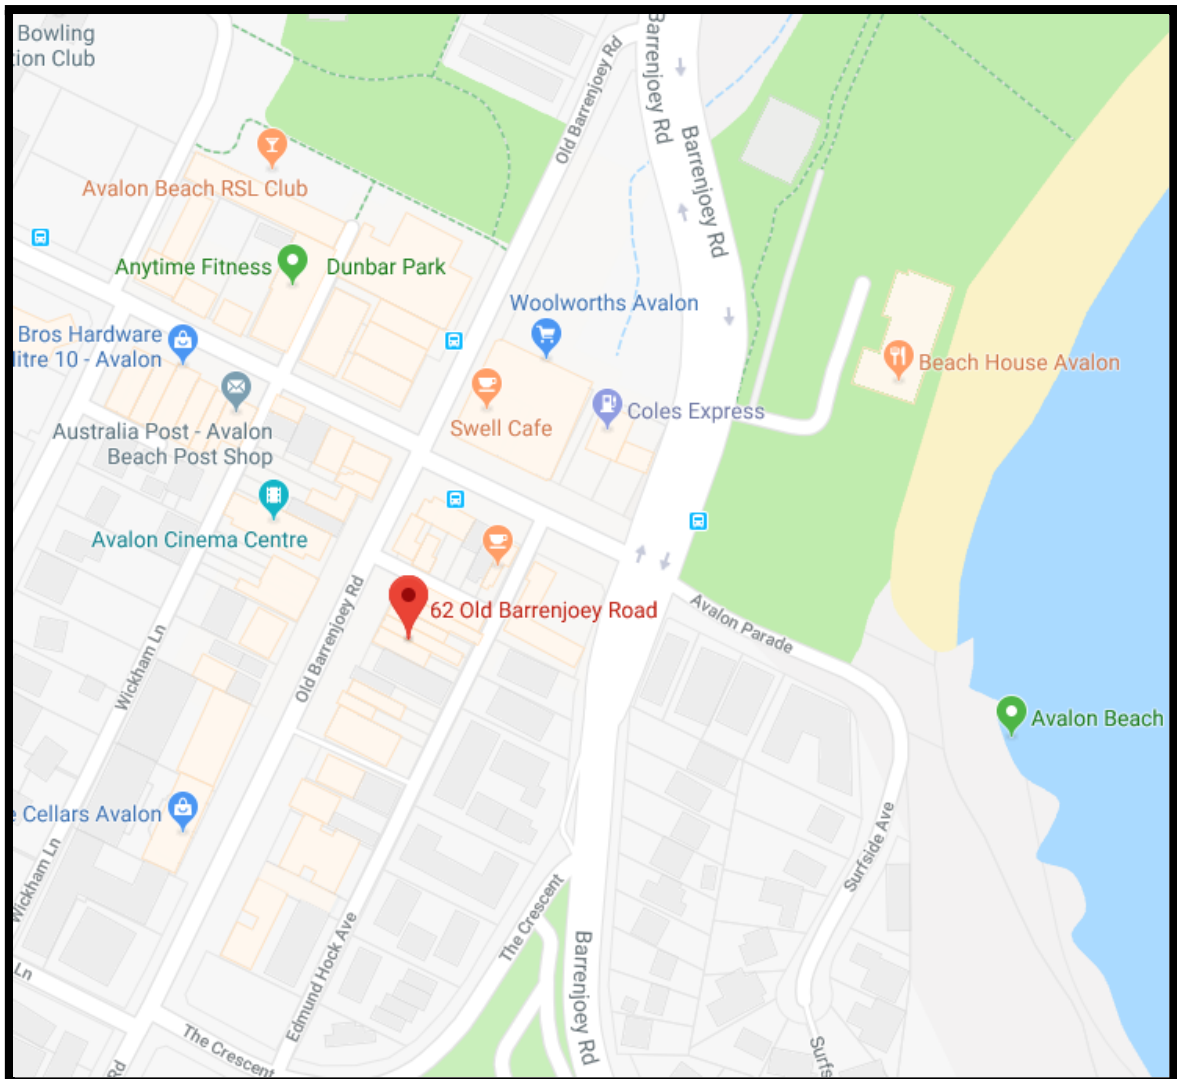 Bowling
tion Club
Old Barrenjoey Rd
Barrenjoey Rd
Barrenjoey Rd
Avalon Beach RSL Club
Anytime Fitness
Dunbar Park
Woolworths Avalon
Bros Hardware
litre 10 - Avalon
Beach House Avalon
Coles Express
Swell Cafe
Australia Post - Avalon
Beach Post Shop
Avalon Cinema Centre
62 Old Barrenjoey Road
Avalon Parade
Old Barrenjoey Rd
Wickham Ln
Avalon Beach
e Cellars Avalon
Surfside Ave
Wickham Ln
The Crescent
Edmund Hock Ave
Barrenjoey Rd
Ln
The Crescent
Rd
Surfs